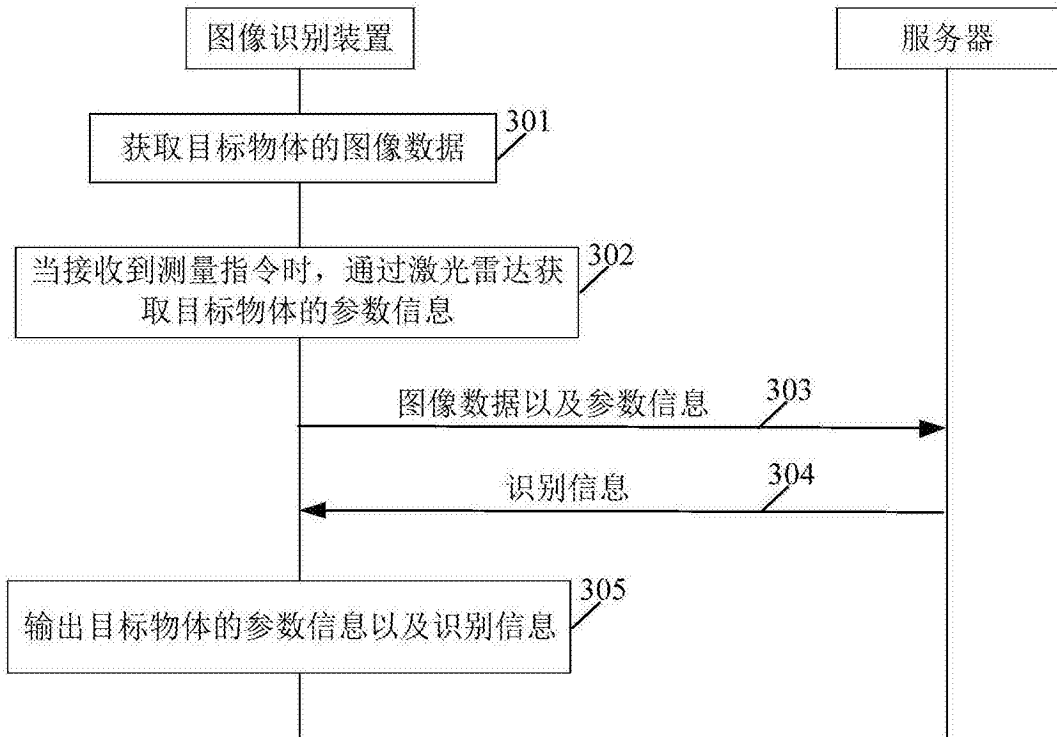 图像识别装置
服务器
获取目标物体的图像数据
301
当接收到测量指令时，通过激光雷达获
取目标物体的参数信息
302
图像数据以及参数信息
303
识别信息
304
输出目标物体的参数信息以及识别信息
305